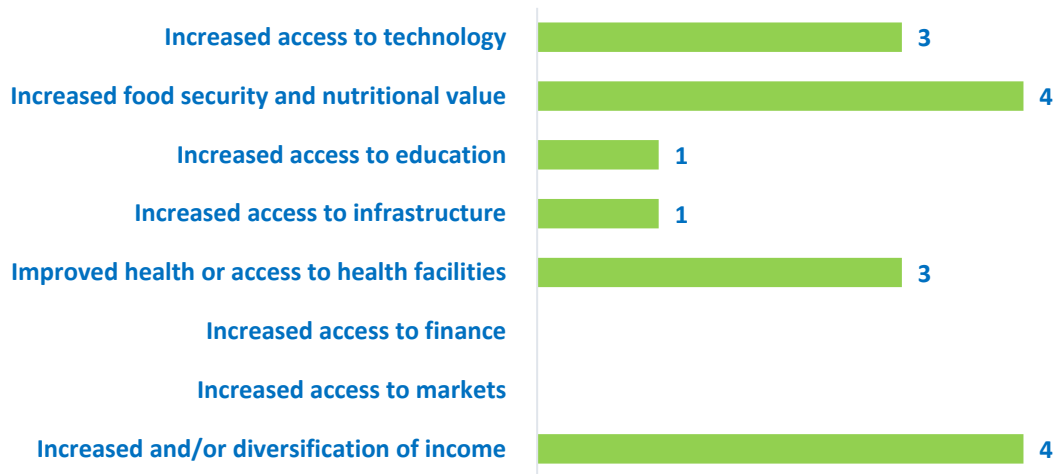 Increased access to technology 3
Increased food security and nutritional value 4
Increased access to education 1
Increased access to infrastructure 1
Improved health or access to health facilities 3
Increased access to finance
Increased access to markets
Increased and/or diversification of income 4